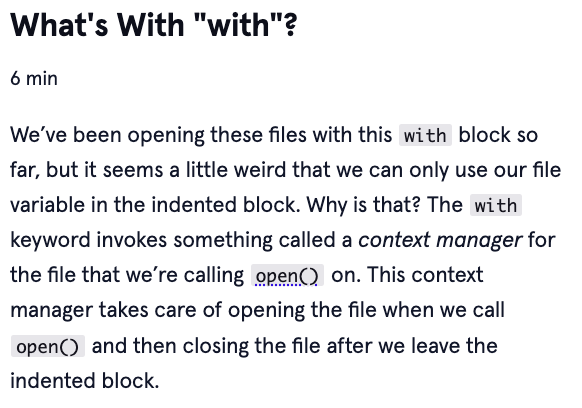 What's With "with"?
6 min
We’ve been opening these files with this with block so
far, but it seems a little weird that we can only use our file
variable in the indented block. Why is that? The with
keyword invokes something called a context manager for
the file that we’re calling open() on. This context
manager takes care of opening the file when we call
open() and then closing the file after we leave the
indented block.